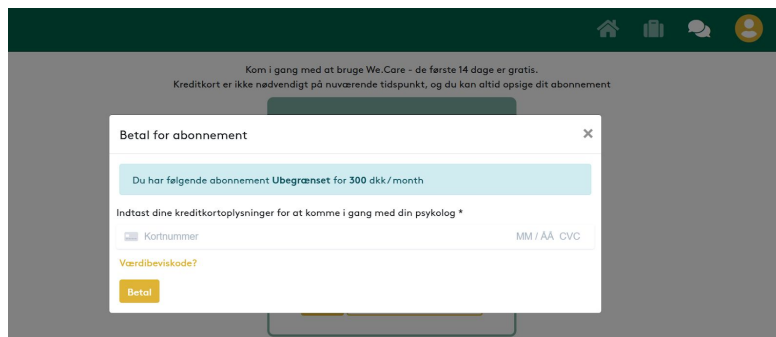 Kom i gang med at bruge We.Care - de første 14 dage er gratis.
Kreditkort er ikke nødvendigt på nuværende tidspunkt, og du kan altid opsige dit abonnement
Betal for abonnement
×
Du har følgende abonnement Ubegrænset for 300 dkk/month
Indtast dine kreditkortoplysninger for at komme i gang med din psykolog *
Kortnummer MM / ÅÅ CVC
Værdibeviskode?
Betal